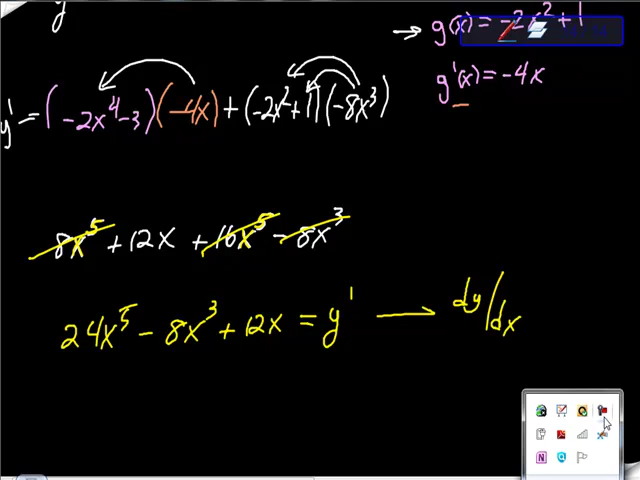 y
→ g(x) = -2x² + 1
g'(x) = -4x
y' = (-2x⁴-3)(-4x) + (-2x²+1)(-8x³)
8x⁵ + 12x + 16x⁵ - 8x³
24x⁵ - 8x³ + 12x = y' → dy/dx